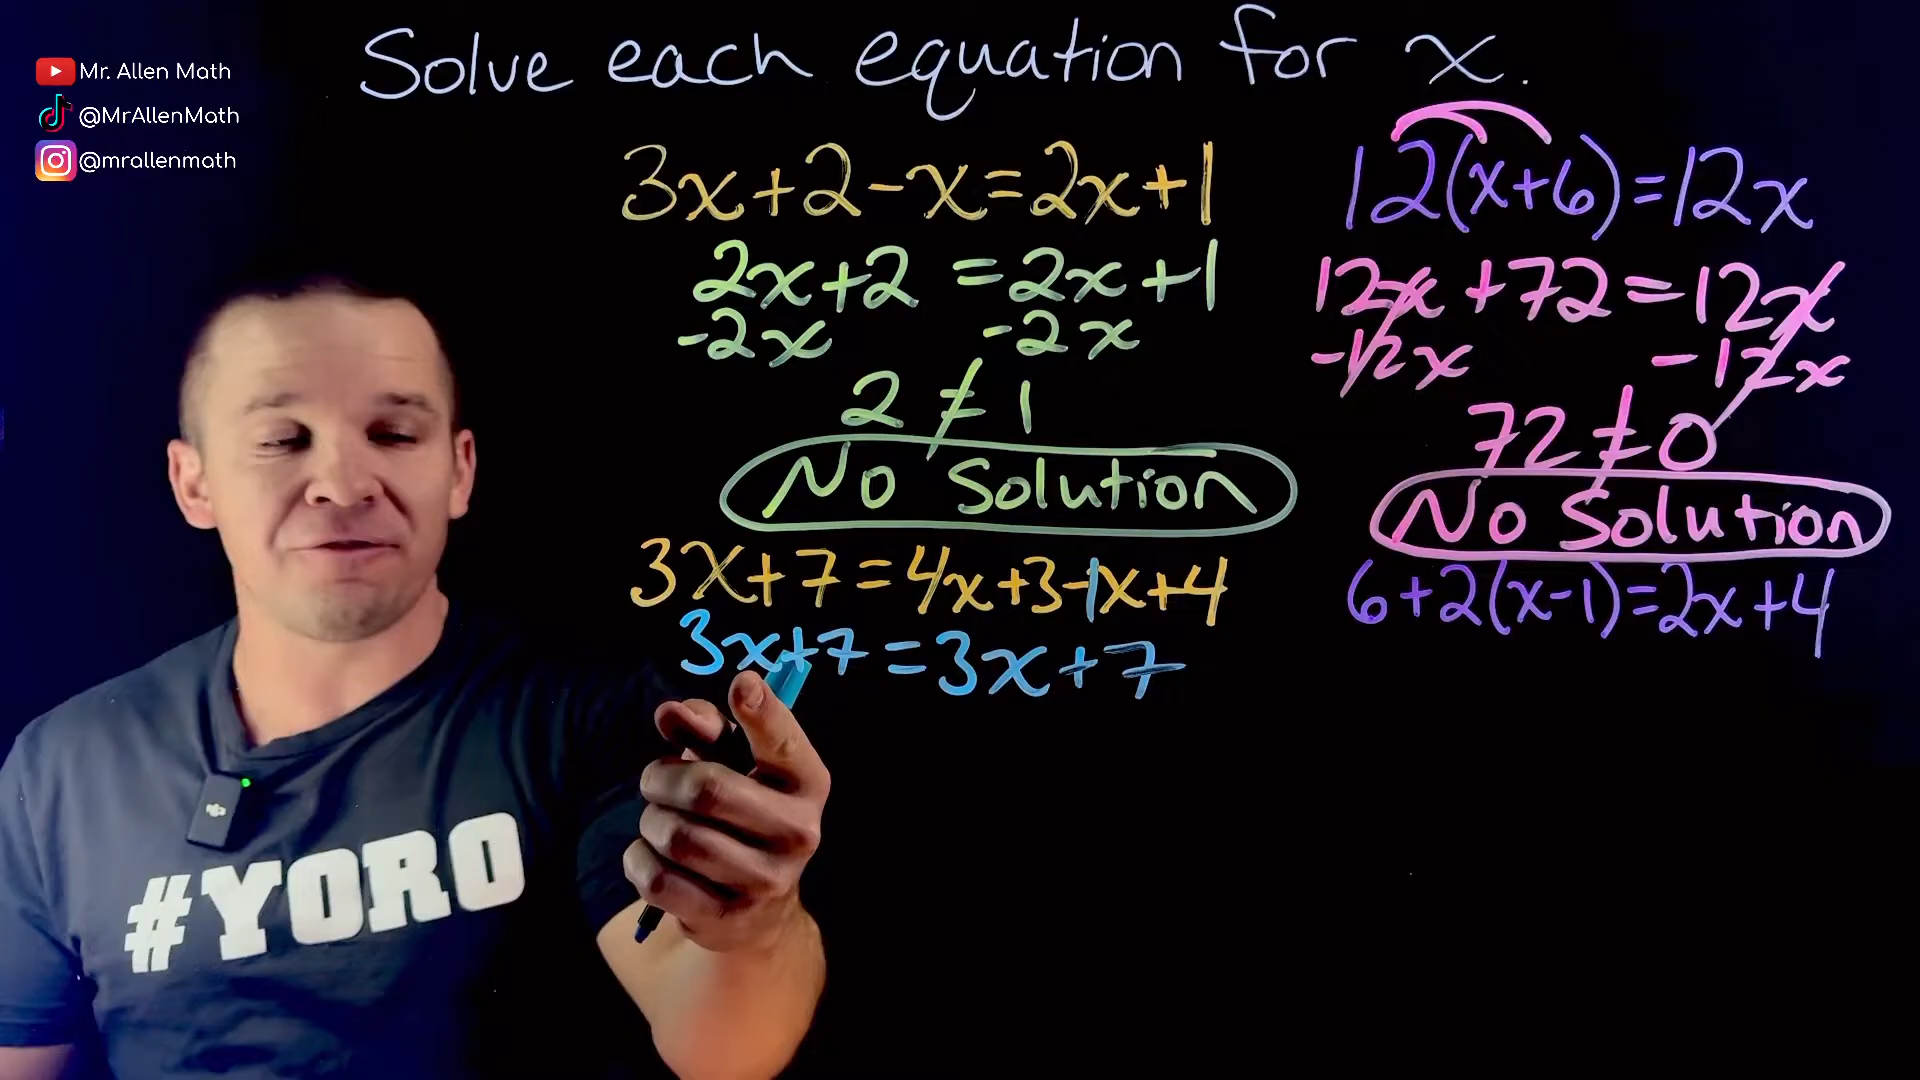 Mr. Allen Math
@MrAllenMath
@mrallenmath
Solve each equation for x.
3x+2-x=2x+1
2x+2 =2x+1
-2x -2x
2≠1
No Solution
3x+7=4x+3-1x+4
3x+7=3x+7
12(x+6)=12x
12x+72=12x
-12x -12x
72≠0
No Solution
6+2(x-1)=2x+4
#YORO